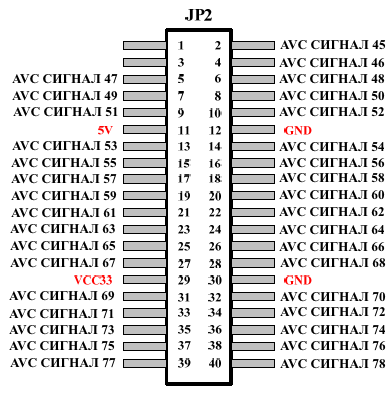 JP2
1 2 AVC СИГНАЛ 45
3 4 AVC СИГНАЛ 46
AVC СИГНАЛ 47 5 6 AVC СИГНАЛ 48
AVC СИГНАЛ 49 7 8 AVC СИГНАЛ 50
AVC СИГНАЛ 51 9 10 AVC СИГНАЛ 52
5V 11 12 GND
AVC СИГНАЛ 53 13 14 AVC СИГНАЛ 54
AVC СИГНАЛ 55 15 16 AVC СИГНАЛ 56
AVC СИГНАЛ 57 17 18 AVC СИГНАЛ 58
AVC СИГНАЛ 59 19 20 AVC СИГНАЛ 60
AVC СИГНАЛ 61 21 22 AVC СИГНАЛ 62
AVC СИГНАЛ 63 23 24 AVC СИГНАЛ 64
AVC СИГНАЛ 65 25 26 AVC СИГНАЛ 66
AVC СИГНАЛ 67 27 28 AVC СИГНАЛ 68
VCC33 29 30 GND
AVC СИГНАЛ 69 31 32 AVC СИГНАЛ 70
AVC СИГНАЛ 71 33 34 AVC СИГНАЛ 72
AVC СИГНАЛ 73 35 36 AVC СИГНАЛ 74
AVC СИГНАЛ 75 37 38 AVC СИГНАЛ 76
AVC СИГНАЛ 77 39 40 AVC СИГНАЛ 78